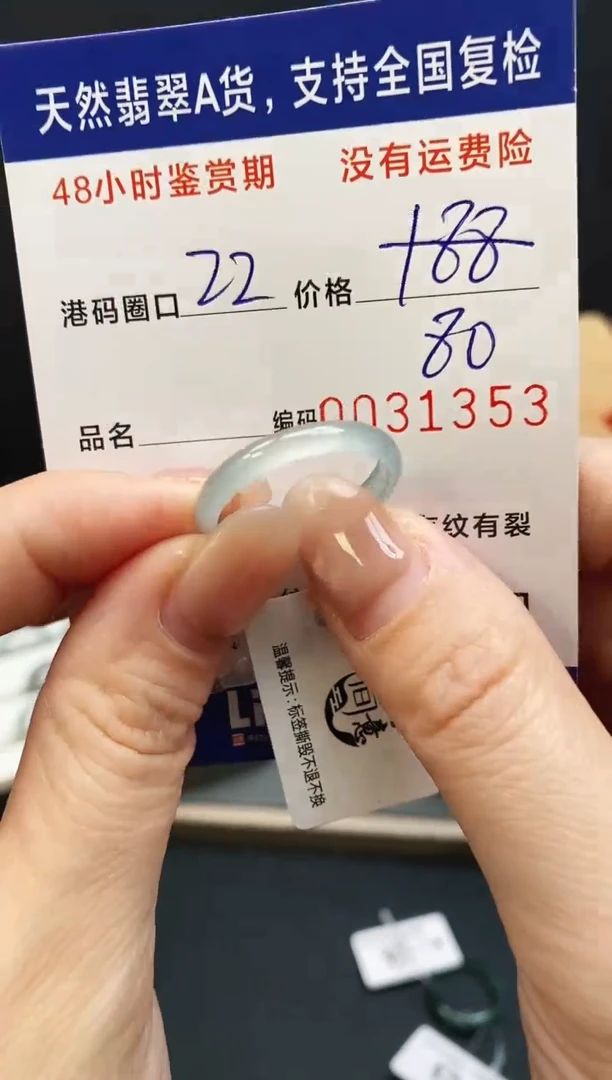 天然翡翠A货，支持全国复检
48小时鉴赏期 没有运费险
港码圈口 22 价格 188
80
品名 编码 0031353
纹有裂
温馨提示:标签撕毁不退不换